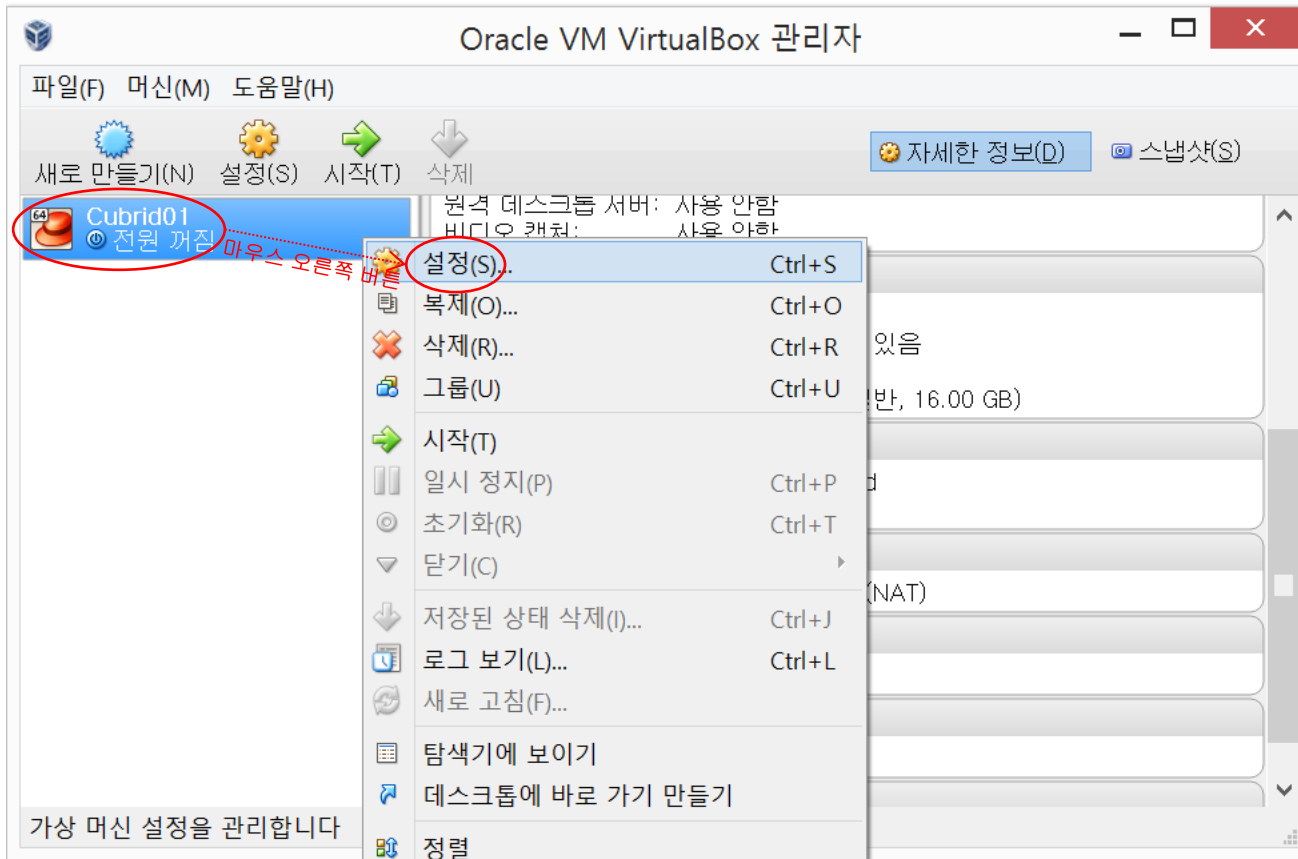 Oracle VM VirtualBox 관리자
파일(F) 머신(M) 도움말(H)
새로 만들기(N) 설정(S) 시작(T) 삭제
자세한 정보(D) 스냅샷(S)
64 Cubrid01
전원 꺼짐
마우스 오른쪽 버튼
원격 데스크톱 서버: 사용 안함
비디오 캡처: 사용 안함
설정(S)... Ctrl+S
복제(O)... Ctrl+O
있음
삭제(R)... Ctrl+R
그룹(U) Ctrl+U
반, 16.00 GB)
시작(T)
일시 정지(P) Ctrl+P
d
초기화(R) Ctrl+T
닫기(C)
(NAT)
저장된 상태 삭제(I)... Ctrl+J
로그 보기(L)... Ctrl+L
새로 고침(F)...
탐색기에 보이기
데스크톱에 바로 가기 만들기
정렬
가상 머신 설정을 관리합니다